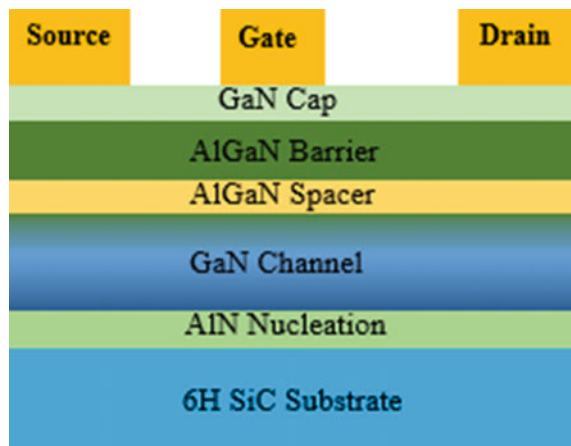 Source Gate Drain
GaN Cap
AlGaN Barrier
AlGaN Spacer
GaN Channel
AlN Nucleation
6H SiC Substrate